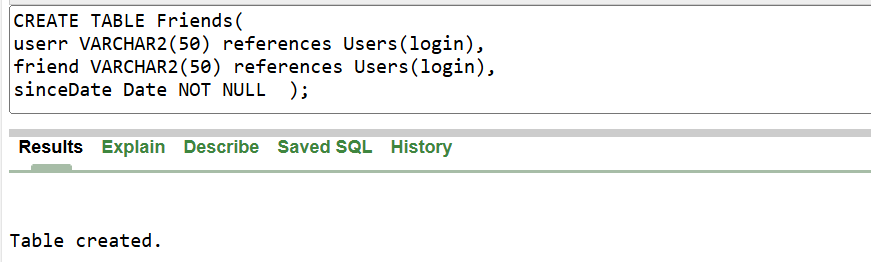 CREATE TABLE Friends(
userr VARCHAR2(50) references Users(login),
friend VARCHAR2(50) references Users(login),
sinceDate Date NOT NULL  );
Results Explain Describe Saved SQL History
Table created.